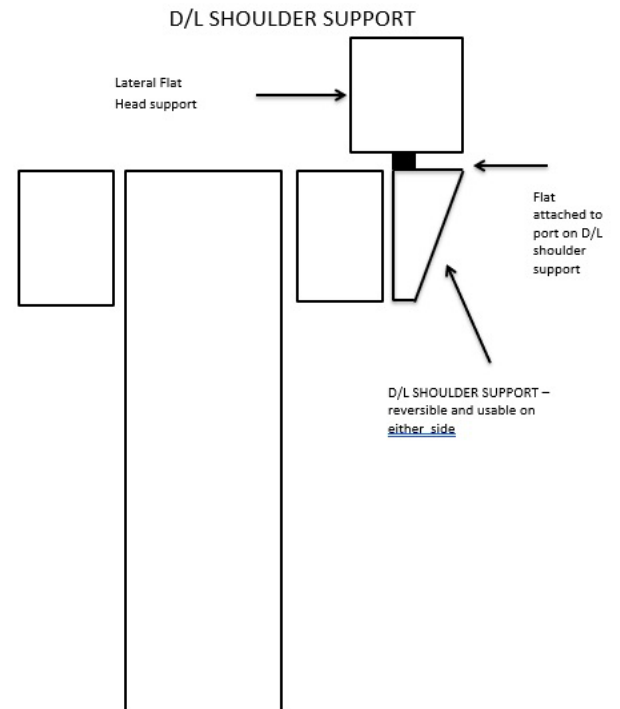 D/L SHOULDER SUPPORT
Lateral Flat
Head support
Flat
attached to
port on D/L
shoulder
support
D/L SHOULDER SUPPORT –
reversible and usable on
either  side